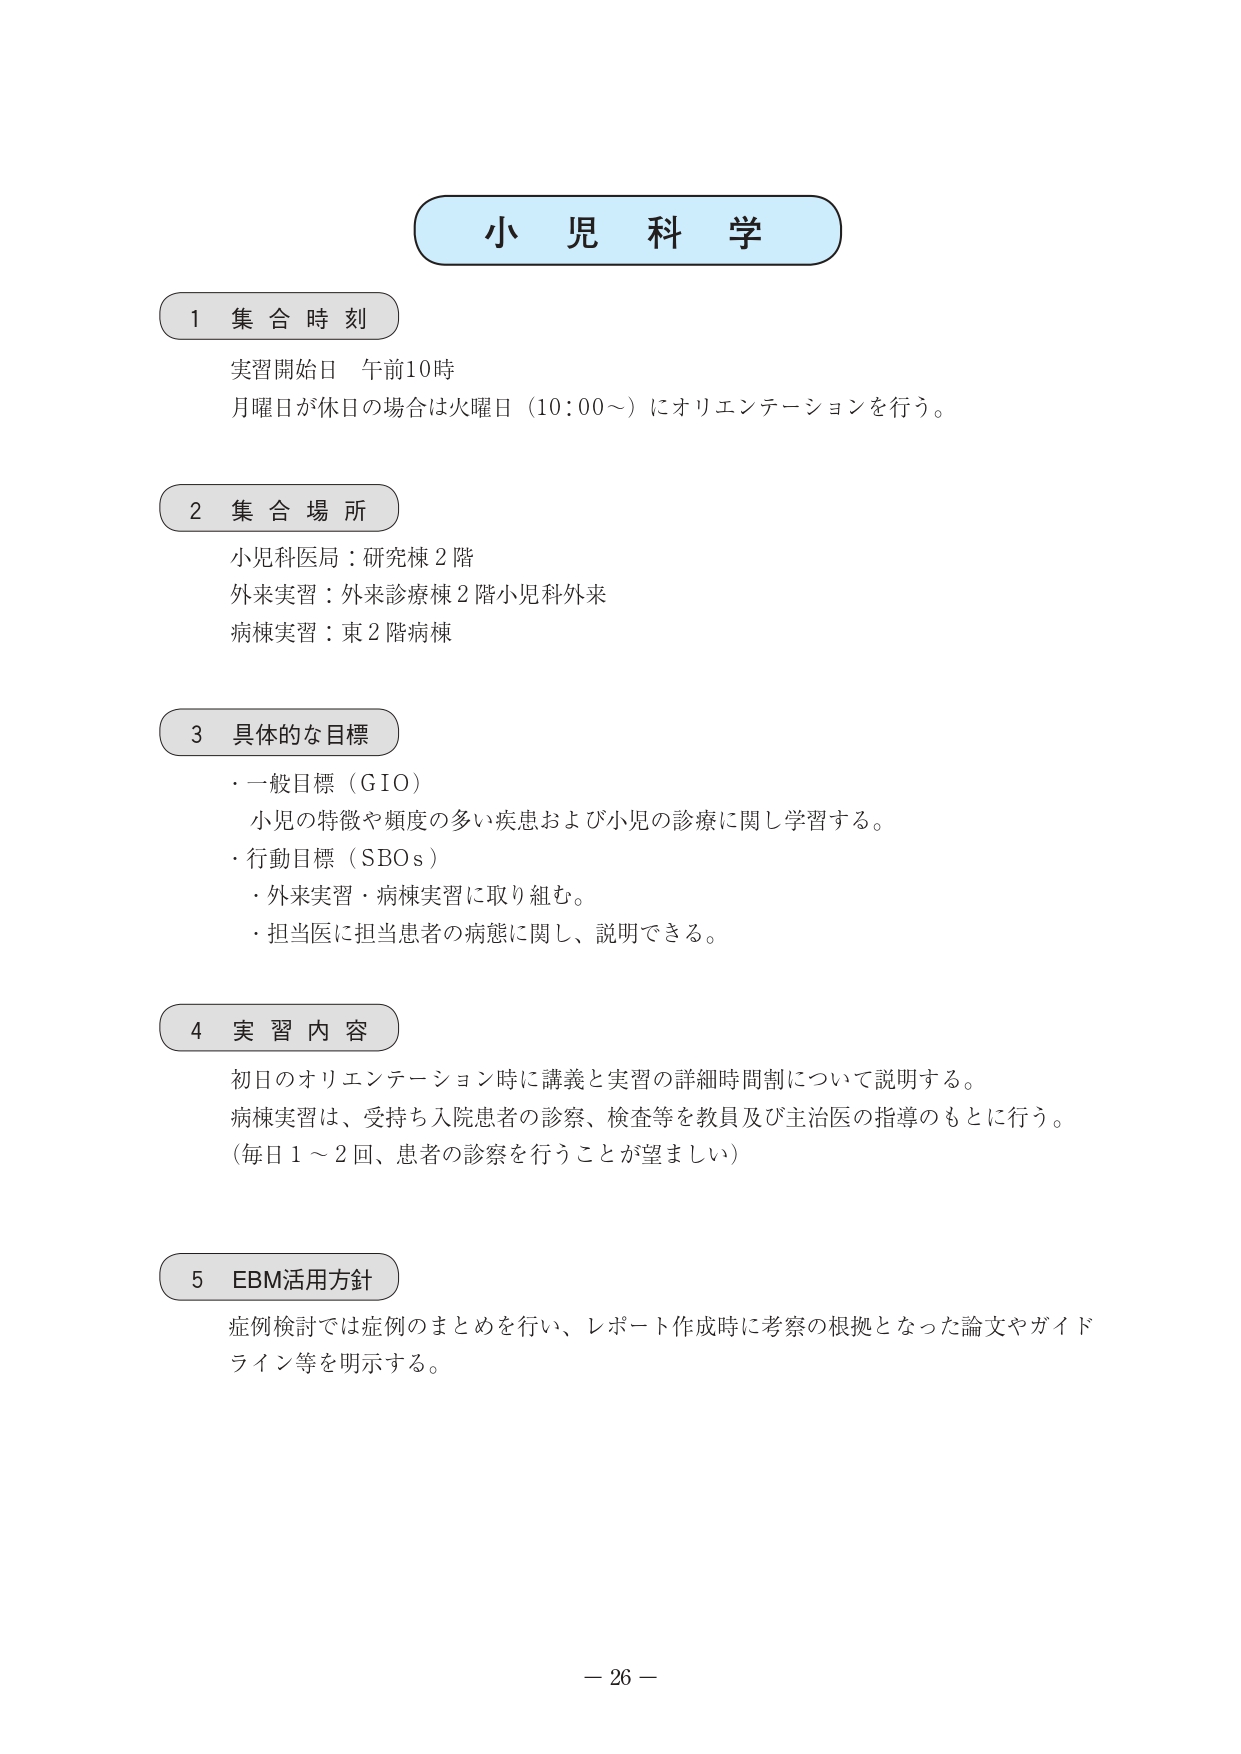 小児科学
1 集合時刻
実習開始日　午前10時
月曜日が休日の場合は火曜日（10：00～）にオリエンテーションを行う。
2 集合場所
小児科医局：研究棟２階
外来実習：外来診療棟２階小児科外来
病棟実習：東２階病棟
3 具体的な目標
・一般目標（GIO）
小児の特徴や頻度の多い疾患および小児の診療に関し学習する。
・行動目標（SBOs）
・外来実習・病棟実習に取り組む。
・担当医に担当患者の病態に関し、説明できる。
4 実習内容
初日のオリエンテーション時に講義と実習の詳細時間割について説明する。
病棟実習は、受持ち入院患者の診察、検査等を教員及び主治医の指導のもとに行う。
（毎日１～２回、患者の診察を行うことが望ましい）
5 EBM活用方針
症例検討では症例のまとめを行い、レポート作成時に考察の根拠となった論文やガイド
ライン等を明示する。
― 26 ―